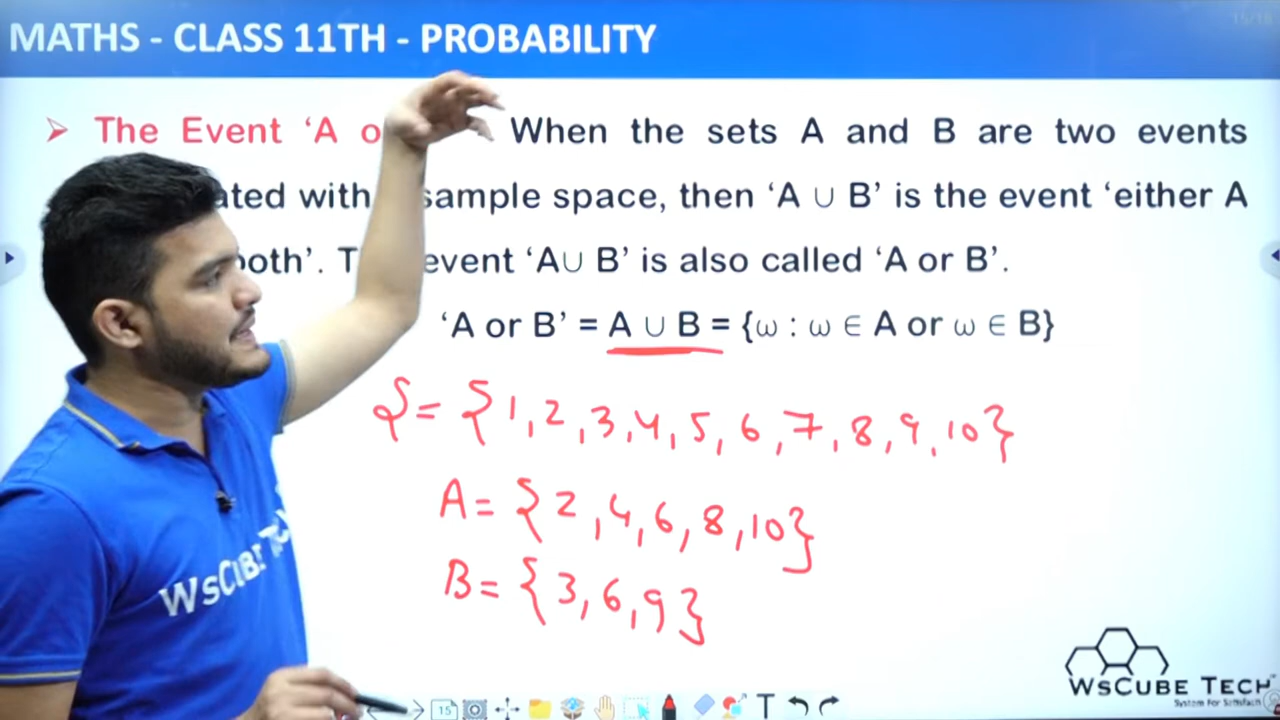 MATHS - CLASS 11TH - PROBABILITY
➤ The Event ‘A o When the sets A and B are two events
ated with sample space, then ‘A ∪ B’ is the event ‘either A
both’. T event ‘A∪ B’ is also called ‘A or B’.
‘A or B’ = A ∪ B = {ω : ω ∈ A or ω ∈ B}
S = {1, 2, 3, 4, 5, 6, 7, 8, 9, 10}
A = {2, 4, 6, 8, 10}
B = {3, 6, 9}
WsCube Tech
WsCube Tech
15
T